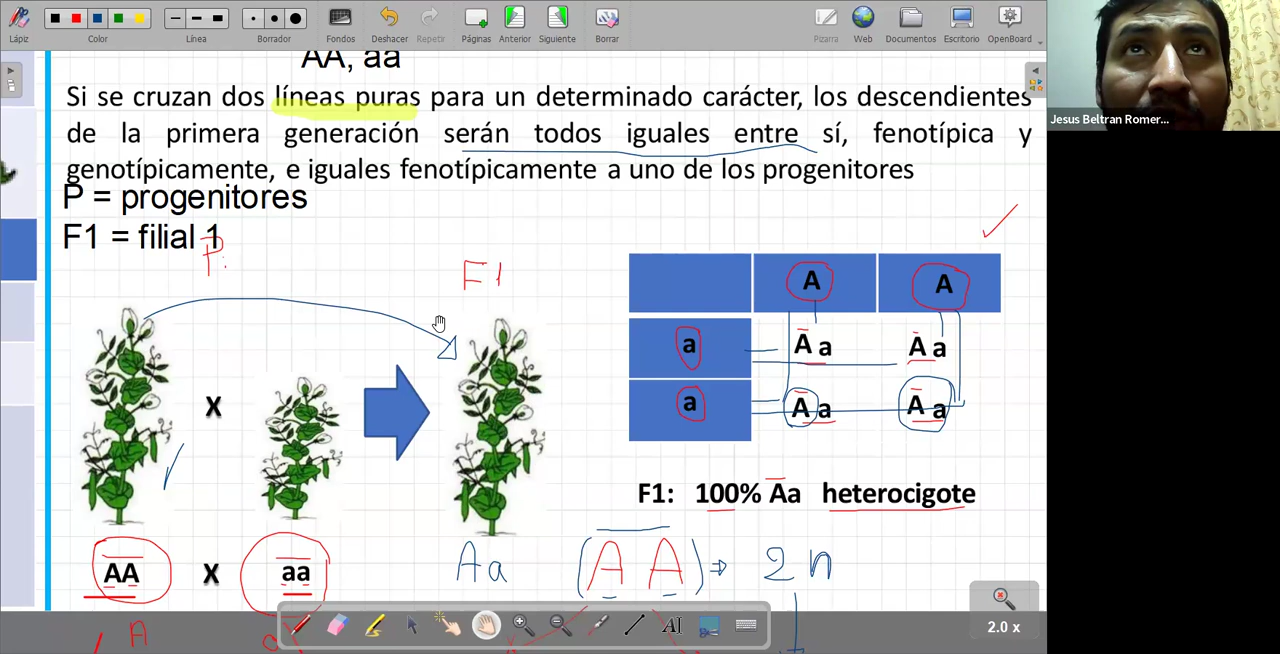 Lápiz Color Línea Borrador Fondos Deshacer Repetir Páginas Anterior Siguiente Borrar Pizarra Web Documentos Escritorio OpenBoard
AA, aa
Si se cruzan dos líneas puras para un determinado carácter, los descendientes
de la primera generación serán todos iguales entre sí, fenotípica y
genotípicamente, e iguales fenotípicamente a uno de los progenitores
P = progenitores
F1 = filial 1
P:
F1
X
A A
a Aa Aa
a Aa Aa
F1: 100% Aa heterocigote
AA X aa
Aa
(A A) → 2n
A
a
AI
2.0 x
Jesus Beltran Romer...